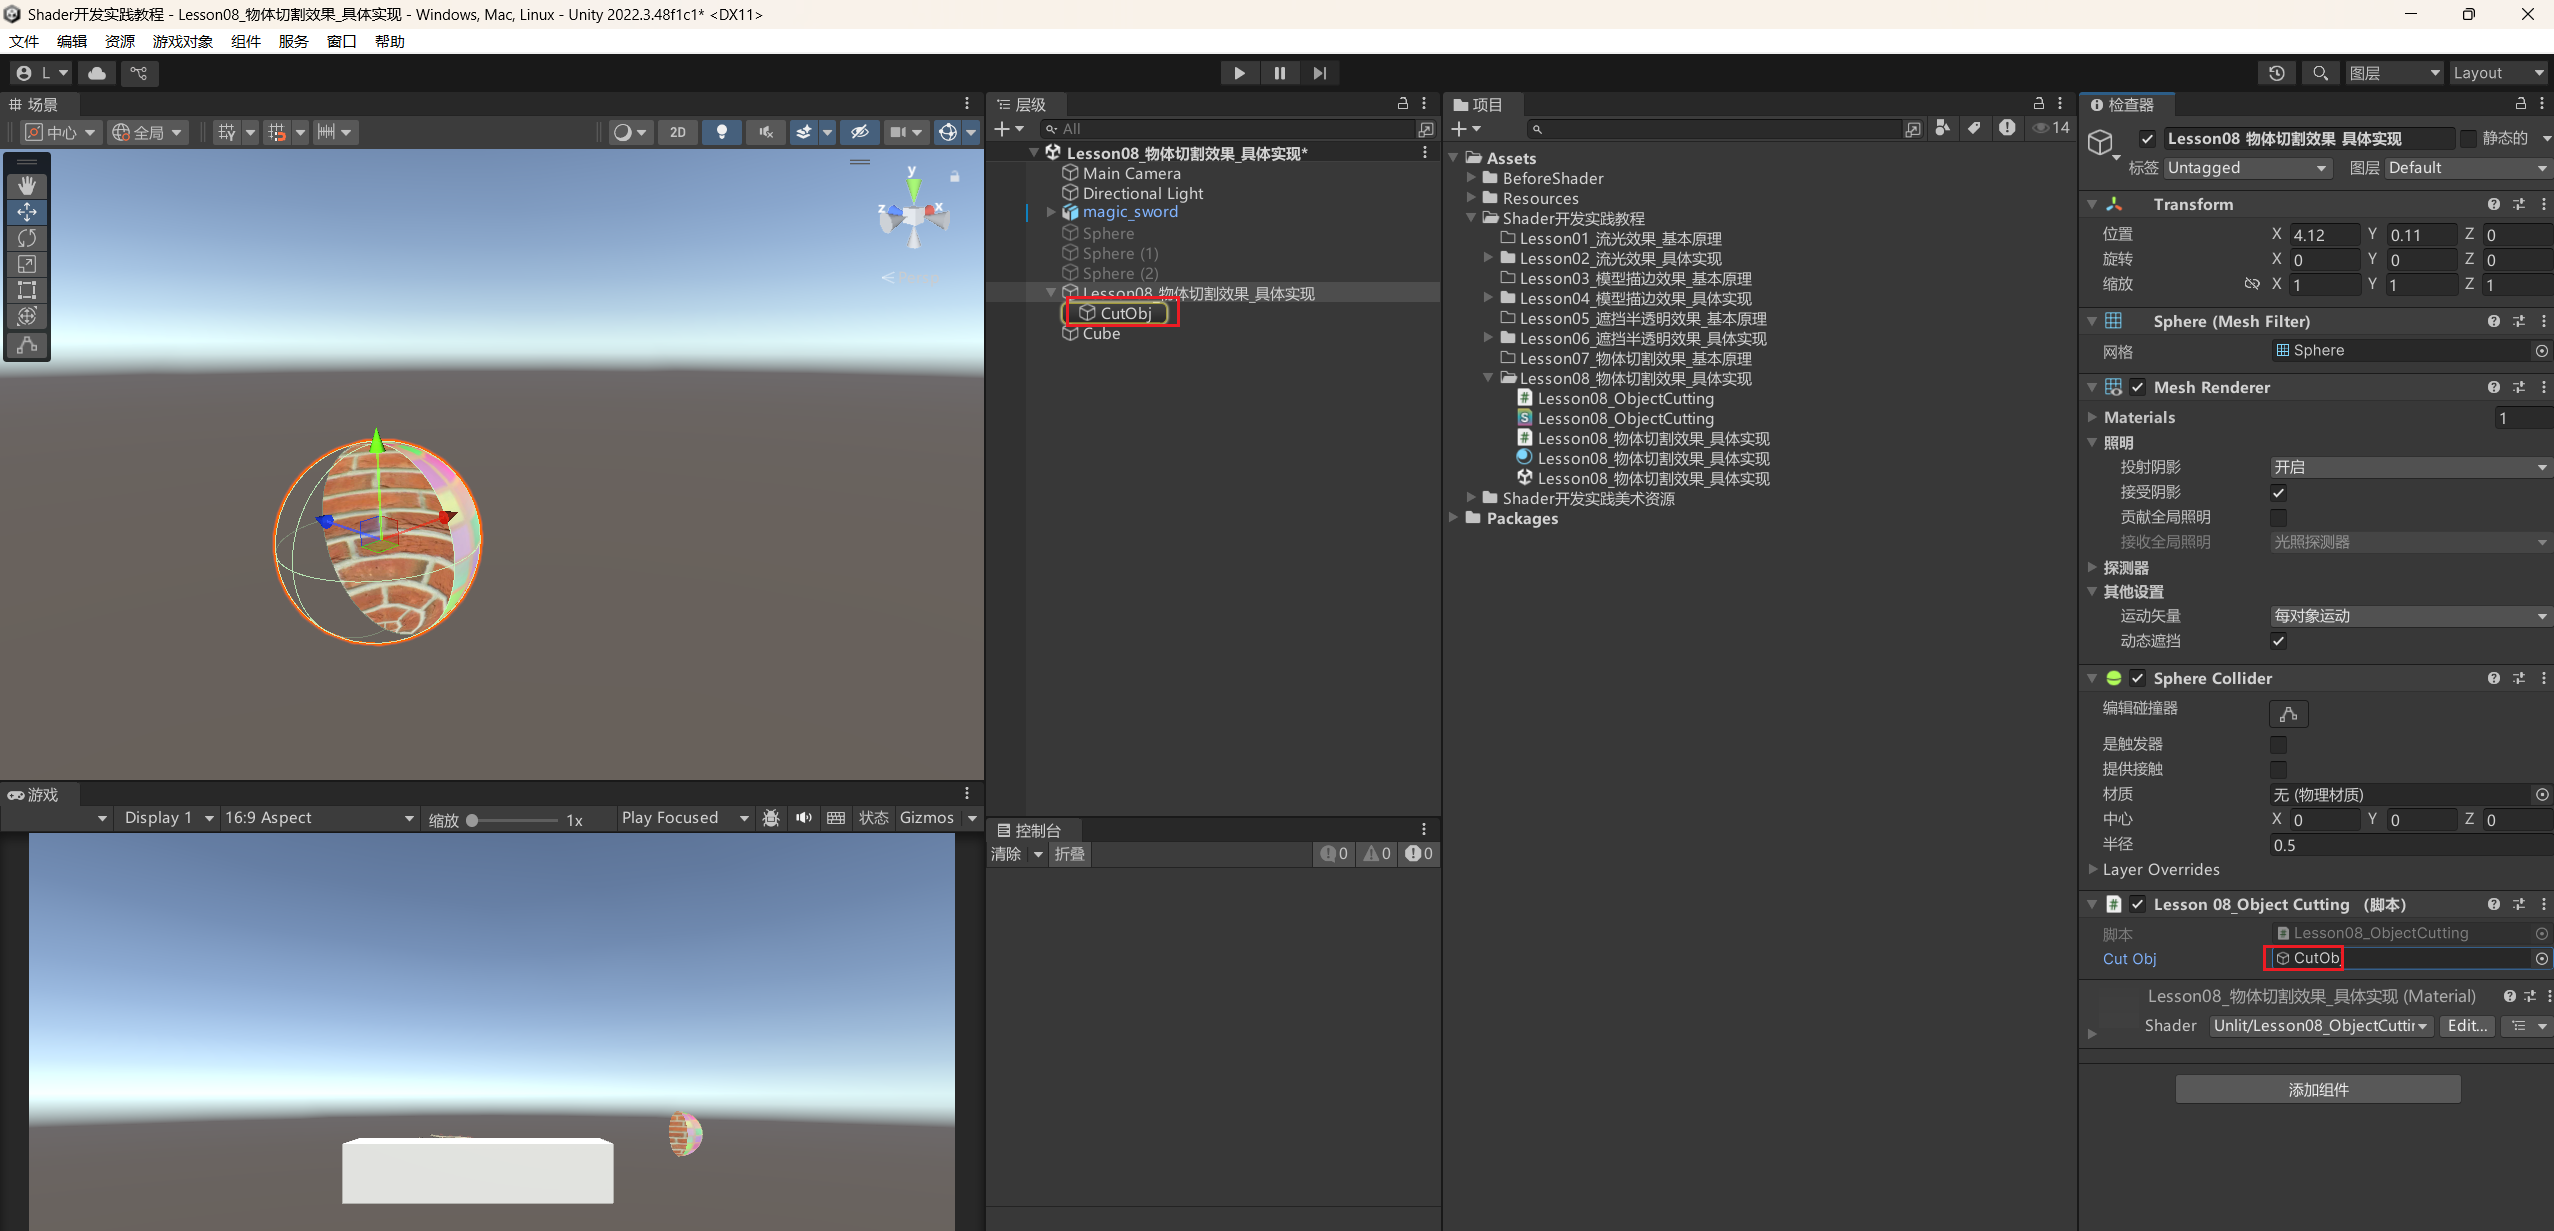 Shader开发实践教程 - Lesson08_物体切割效果_具体实现 - Windows, Mac, Linux - Unity 2022.3.48f1c1* <DX11>
文件 编辑 资源 游戏对象 组件 服务 窗口 帮助
L
图层 Layout
场景
中心 全局 2D
y
z x
游戏
Display 1 16:9 Aspect 缩放 1x Play Focused 状态 Gizmos
层级
All
Lesson08_物体切割效果_具体实现*
Main Camera
Directional Light
magic_sword
Sphere
Sphere (1)
Sphere (2)
Lesson08_物体切割效果_具体实现
CutObj
Cube
控制台
清除 折叠 0 0 0
项目
14
Assets
BeforeShader
Resources
Shader开发实践教程
Lesson01_流光效果_基本原理
Lesson02_流光效果_具体实现
Lesson03_模型描边效果_基本原理
Lesson04_模型描边效果_具体实现
Lesson05_遮挡半透明效果_基本原理
Lesson06_遮挡半透明效果_具体实现
Lesson07_物体切割效果_基本原理
Lesson08_物体切割效果_具体实现
Lesson08_ObjectCutting
Lesson08_ObjectCutting
Lesson08_物体切割效果_具体实现
Lesson08_物体切割效果_具体实现
Lesson08_物体切割效果_具体实现
Shader开发实践美术资源
Packages
检查器
Lesson08 物体切割效果 具体实现 静态的
标签 Untagged 图层 Default
Transform
位置 X 4.12 Y 0.11 Z 0
旋转 X 0 Y 0 Z 0
缩放 X 1 Y 1 Z 1
Sphere (Mesh Filter)
网格 Sphere
Mesh Renderer
Materials 1
照明
投射阴影 开启
接受阴影
贡献全局照明
接收全局照明 光照探测器
探测器
其他设置
运动矢量 每对象运动
动态遮挡
Sphere Collider
编辑碰撞器
是触发器
提供接触
材质 无 (物理材质)
中心 X 0 Y 0 Z 0
半径 0.5
Layer Overrides
Lesson 08_Object Cutting （脚本）
脚本 Lesson08_ObjectCutting
Cut Obj CutOb
Lesson08_物体切割效果_具体实现 (Material)
Shader Unlit/Lesson08_ObjectCuttin Edit...
添加组件